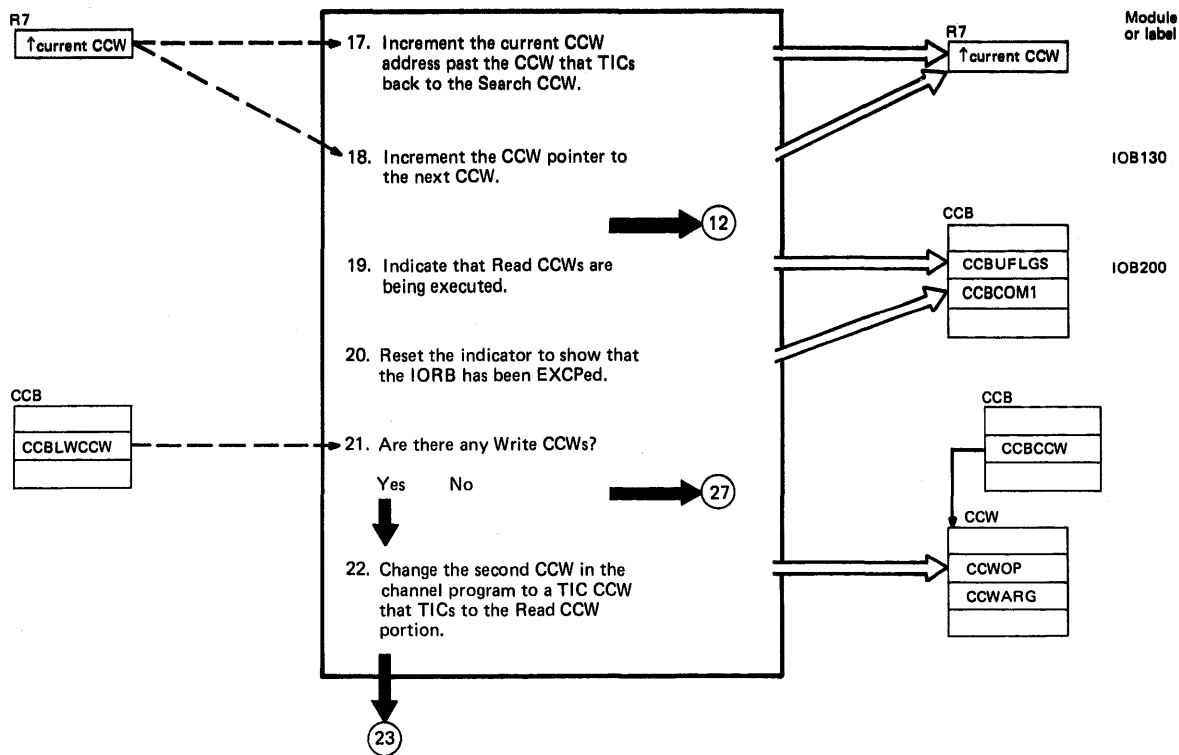 R7
↑current CCW
17. Increment the current CCW
address past the CCW that TICs
back to the Search CCW.
R7
↑current CCW
Module
or label
18. Increment the CCW pointer to
the next CCW.
IOB130
12
CCB
19. Indicate that Read CCWs are
being executed.
CCBUFLGS
CCBCOM1
IOB200
20. Reset the indicator to show that
the IORB has been EXCPed.
CCB
CCBLWCCW
21. Are there any Write CCWs?
CCB
CCBCCW
Yes No
27
CCW
22. Change the second CCW in the
channel program to a TIC CCW
that TICs to the Read CCW
portion.
CCWOP
CCWARG
23